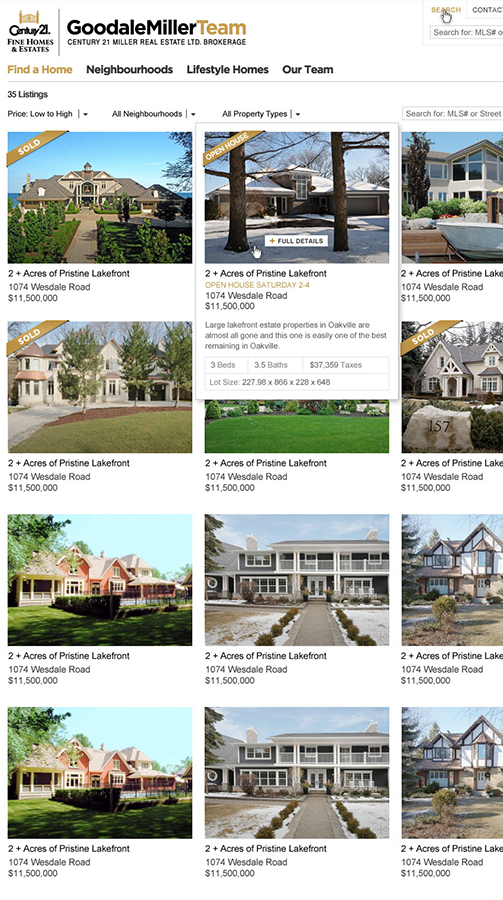 SEARCH
CONTAC
Century 21
FINE HOMES
& ESTATES
GoodaleMillerTeam
CENTURY 21 MILLER REAL ESTATE LTD. BROKERAGE
Search for: MLS# o
Find a Home Neighbourhoods Lifestyle Homes Our Team
35 Listings
Price: Low to High All Neighbourhoods All Property Types Search for: MLS# or Street
SOLD
OPEN HOUSE
+ FULL DETAILS
2 + Acres of Pristine Lakefront
1074 Wesdale Road
$11,500,000
2 + Acres of Pristine Lakefront
OPEN HOUSE SATURDAY 2-4
1074 Wesdale Road
$11,500,000
Large lakefront estate properties in Oakville are
almost all gone and this one is easily one of the best
remaining in Oakville.
3 Beds 3.5 Baths $37,359 Taxes
Lot Size: 227.98 x 866 x 228 x 648
2 + Acres of Pristine Lakef
1074 Wesdale Road
$11,500,000
SOLD
SOLD
157
2 + Acres of Pristine Lakefront
1074 Wesdale Road
$11,500,000
2 + Acres of Pristine Lakefront
1074 Wesdale Road
$11,500,000
2 + Acres of Pristine Lakef
1074 Wesdale Road
$11,500,000
2 + Acres of Pristine Lakefront
1074 Wesdale Road
$11,500,000
2 + Acres of Pristine Lakefront
1074 Wesdale Road
$11,500,000
2 + Acres of Pristine Lakef
1074 Wesdale Road
$11,500,000
2 + Acres of Pristine Lakefront
1074 Wesdale Road
$11,500,000
2 + Acres of Pristine Lakefront
1074 Wesdale Road
$11,500,000
2 + Acres of Pristine Lakef
1074 Wesdale Road
$11,500,000